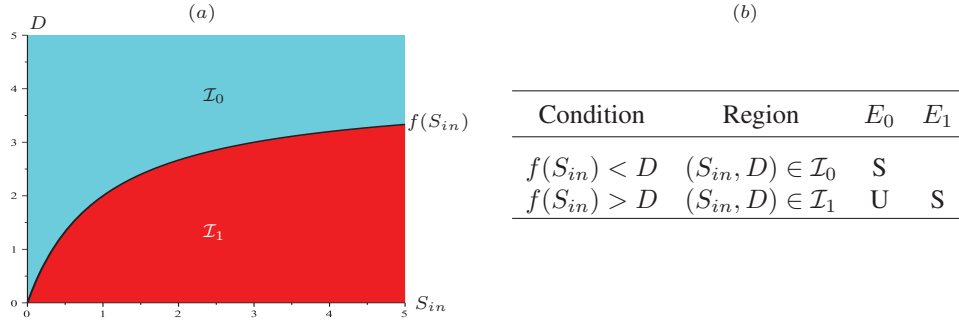 (a)
D
5
4
3
2
1
0
I₀
f(S_in)
I₁
S_in
0 1 2 3 4 5
(b)
Condition Region E₀ E₁
f(S_in) < D (S_in, D) ∈ I₀ S
f(S_in) > D (S_in, D) ∈ I₁ U S